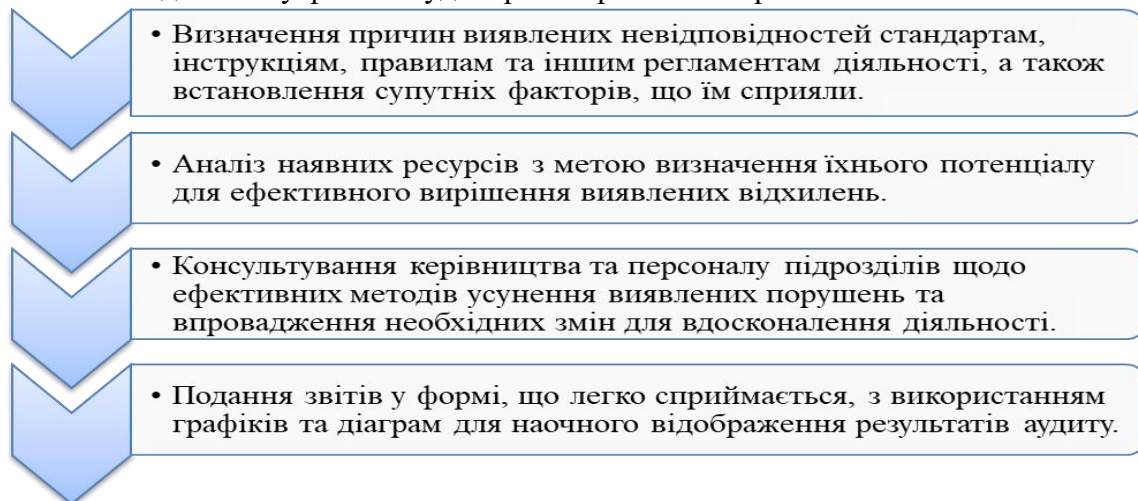 • Визначення причин виявлених невідповідностей стандартам,
інструкціям, правилам та іншим регламентам діяльності, а також
встановлення супутніх факторів, що їм сприяли.
• Аналіз наявних ресурсів з метою визначення їхнього потенціалу
для ефективного вирішення виявлених відхилень.
• Консультування керівництва та персоналу підрозділів щодо
ефективних методів усунення виявлених порушень та
впровадження необхідних змін для вдосконалення діяльності.
• Подання звітів у формі, що легко сприймається, з використанням
графіків та діаграм для наочного відображення результатів аудиту.